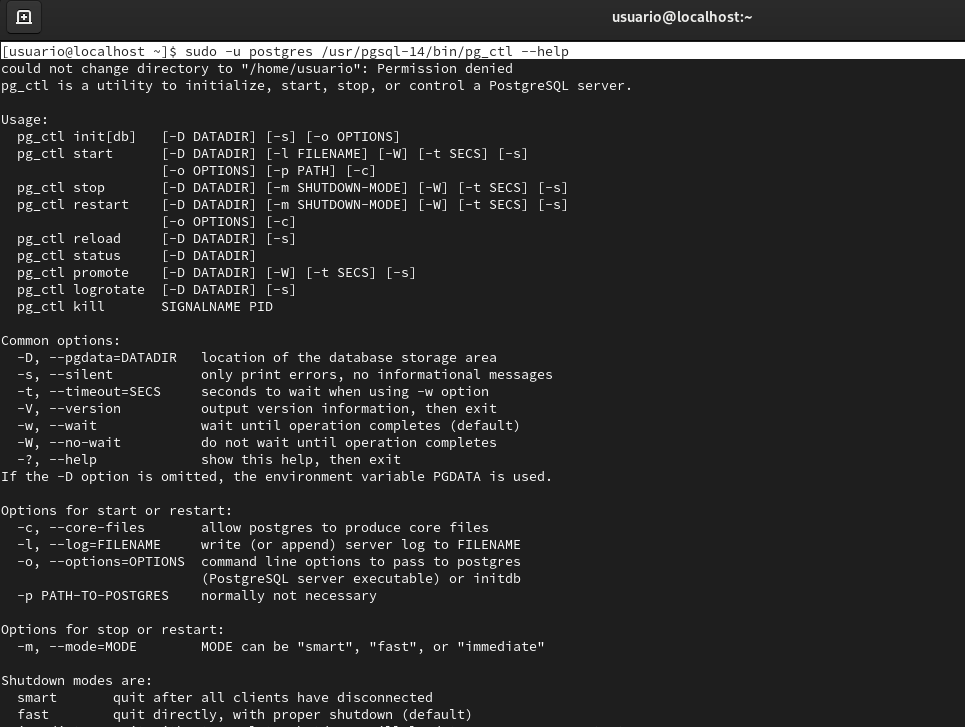 usuario@localhost:~
[usuario@localhost ~]$ sudo -u postgres /usr/pgsql-14/bin/pg_ctl --help
could not change directory to "/home/usuario": Permission denied
pg_ctl is a utility to initialize, start, stop, or control a PostgreSQL server.

Usage:
  pg_ctl init[db]   [-D DATADIR] [-s] [-o OPTIONS]
  pg_ctl start      [-D DATADIR] [-l FILENAME] [-W] [-t SECS] [-s]
                    [-o OPTIONS] [-p PATH] [-c]
  pg_ctl stop       [-D DATADIR] [-m SHUTDOWN-MODE] [-W] [-t SECS] [-s]
  pg_ctl restart    [-D DATADIR] [-m SHUTDOWN-MODE] [-W] [-t SECS] [-s]
                    [-o OPTIONS] [-c]
  pg_ctl reload     [-D DATADIR] [-s]
  pg_ctl status     [-D DATADIR]
  pg_ctl promote    [-D DATADIR] [-W] [-t SECS] [-s]
  pg_ctl logrotate  [-D DATADIR] [-s]
  pg_ctl kill       SIGNALNAME PID

Common options:
  -D, --pgdata=DATADIR   location of the database storage area
  -s, --silent           only print errors, no informational messages
  -t, --timeout=SECS     seconds to wait when using -w option
  -V, --version          output version information, then exit
  -w, --wait             wait until operation completes (default)
  -W, --no-wait          do not wait until operation completes
  -?, --help             show this help, then exit
If the -D option is omitted, the environment variable PGDATA is used.

Options for start or restart:
  -c, --core-files       allow postgres to produce core files
  -l, --log=FILENAME     write (or append) server log to FILENAME
  -o, --options=OPTIONS  command line options to pass to postgres
                         (PostgreSQL server executable) or initdb
  -p PATH-TO-POSTGRES    normally not necessary

Options for stop or restart:
  -m, --mode=MODE        MODE can be "smart", "fast", or "immediate"

Shutdown modes are:
  smart       quit after all clients have disconnected
  fast        quit directly, with proper shutdown (default)